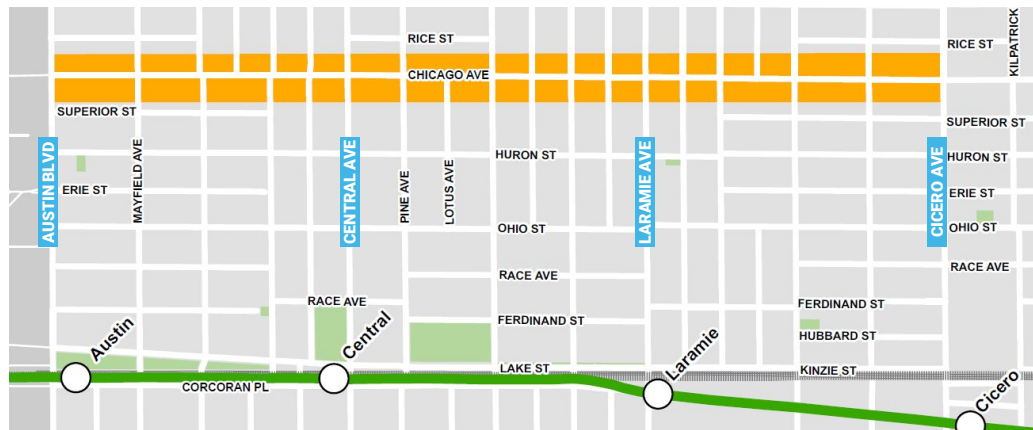 RICE ST
RICE ST
KILPATRICK
CHICAGO AVE
SUPERIOR ST
SUPERIOR ST
AUSTIN BLVD
MAYFIELD AVE
CENTRAL AVE
PINE AVE
LOTUS AVE
HURON ST
LARAMIE AVE
CICERO AVE
HURON ST
ERIE ST
ERIE ST
OHIO ST
OHIO ST
RACE AVE
RACE AVE
RACE AVE
FERDINAND ST
FERDINAND ST
HUBBARD ST
Austin
Central
Laramie
LAKE ST
KINZIE ST
CORCORAN PL
Cicero